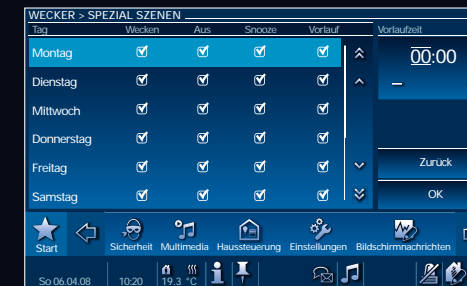 WECKER > SPEZIAL SZENEN
Tag Wecken Aus Snooze Vorlauf Vorlaufzeit
Montag 00:00
Dienstag
Mittwoch
Donnerstag
Freitag Zurück
Samstag OK
Start Sicherheit Multimedia Haussteuerung Einstellungen Bildschirmnachrichten
So 06.04.08 10:20 19.3 °C